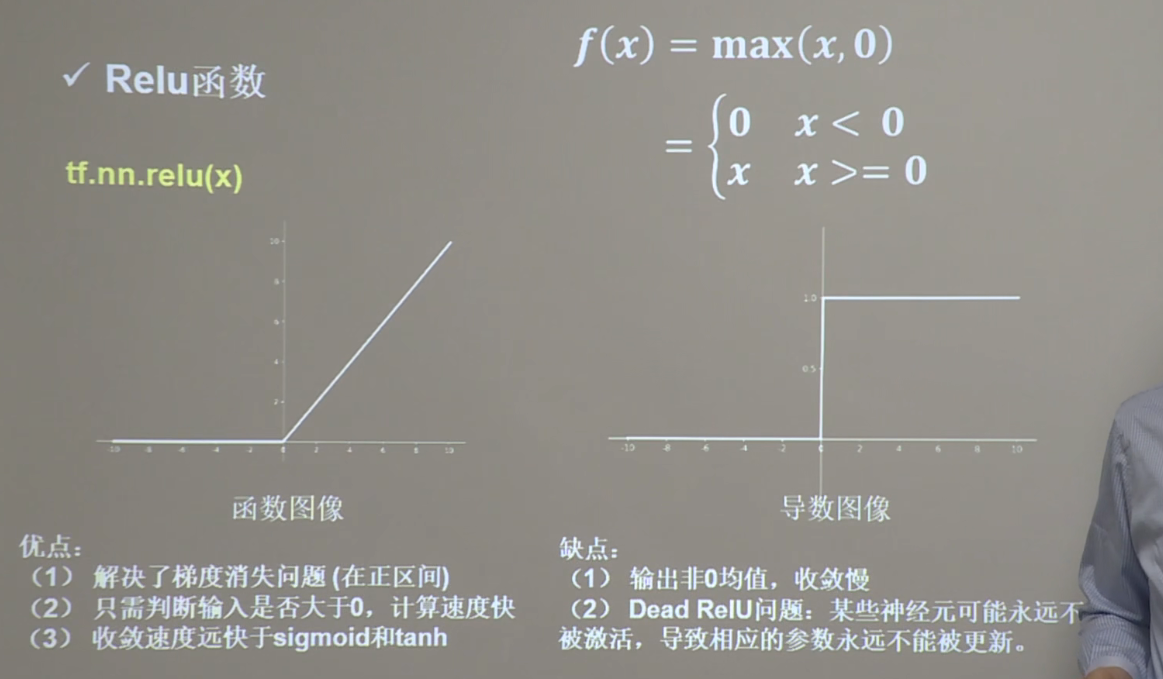 ✓ Relu函数
f(x) = max(x,0)
= {0 x < 0
x x >= 0
tf.nn.relu(x)
10
8
6
4
2
-10 -8 -6 -4 -2 0 2 4 6 8 10
函数图像
1.0
0.5
-10 -8 -6 -4 -2 0 2 4 6 8 10
导数图像
优点：
（1） 解决了梯度消失问题 (在正区间)
（2） 只需判断输入是否大于0，计算速度快
（3） 收敛速度远快于sigmoid和tanh
缺点：
（1） 输出非0均值，收敛慢
（2） Dead RelU问题：某些神经元可能永远不
被激活，导致相应的参数永远不能被更新。